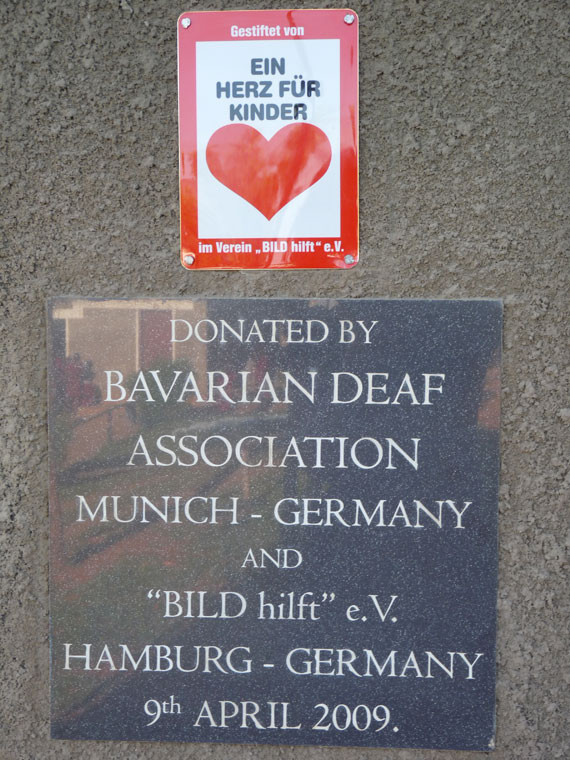 Gestiftet von
EIN
HERZ FÜR
KINDER
im Verein „BILD hilft“ e.V.
DONATED BY
BAVARIAN DEAF
ASSOCIATION
MUNICH - GERMANY
AND
“BILD hilft” e.V.
HAMBURG - GERMANY
9th APRIL 2009.